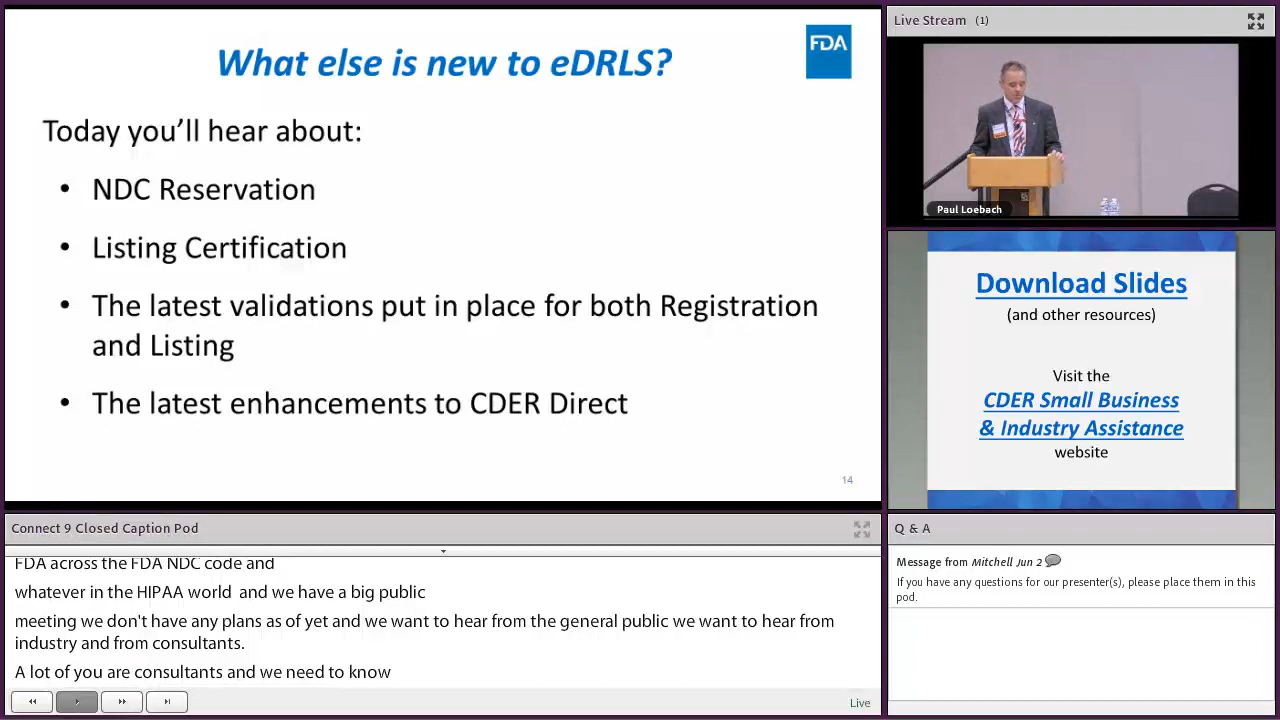 What else is new to eDRLS?
FDA
Today you'll hear about:
• NDC Reservation
• Listing Certification
• The latest validations put in place for both Registration
and Listing
• The latest enhancements to CDER Direct
14
Live Stream (1)
Paul Loebach
Download Slides
(and other resources)
Visit the
CDER Small Business
& Industry Assistance
website
Connect 9 Closed Caption Pod
FDA across the FDA NDC code and
whatever in the HIPAA world and we have a big public
meeting we don't have any plans as of yet and we want to hear from the general public we want to hear from
industry and from consultants.
A lot of you are consultants and we need to know
Live
Q & A
Message from Mitchell Jun 2
If you have any questions for our presenter(s), please place them in this
pod.